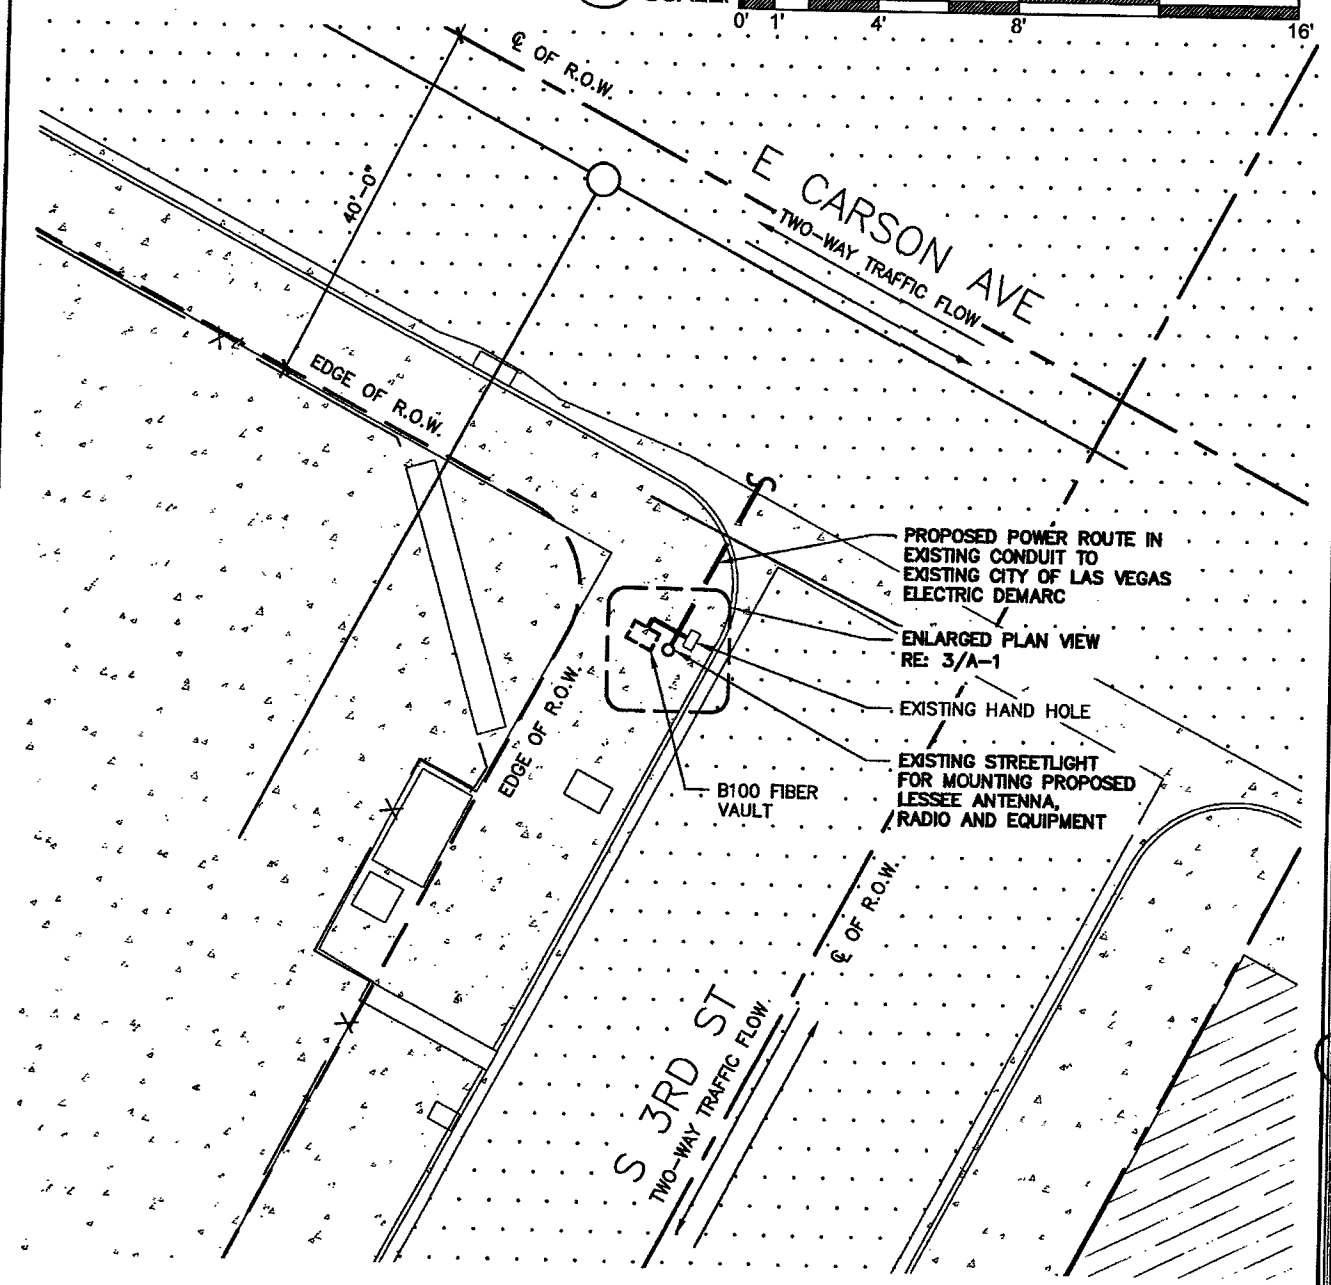 0' 1' 4' 8' 16'
℄ OF R.O.W.
40'-0"
E CARSON AVE
TWO-WAY TRAFFIC FLOW
EDGE OF R.O.W.
PROPOSED POWER ROUTE IN
EXISTING CONDUIT TO
EXISTING CITY OF LAS VEGAS
ELECTRIC DEMARC
ENLARGED PLAN VIEW
RE: 3/A-1
EXISTING HAND HOLE
EXISTING STREETLIGHT
FOR MOUNTING PROPOSED
LESSEE ANTENNA,
RADIO AND EQUIPMENT
EDGE OF R.O.W.
B100 FIBER
VAULT
℄ OF R.O.W.
S 3RD ST
TWO-WAY TRAFFIC FLOW